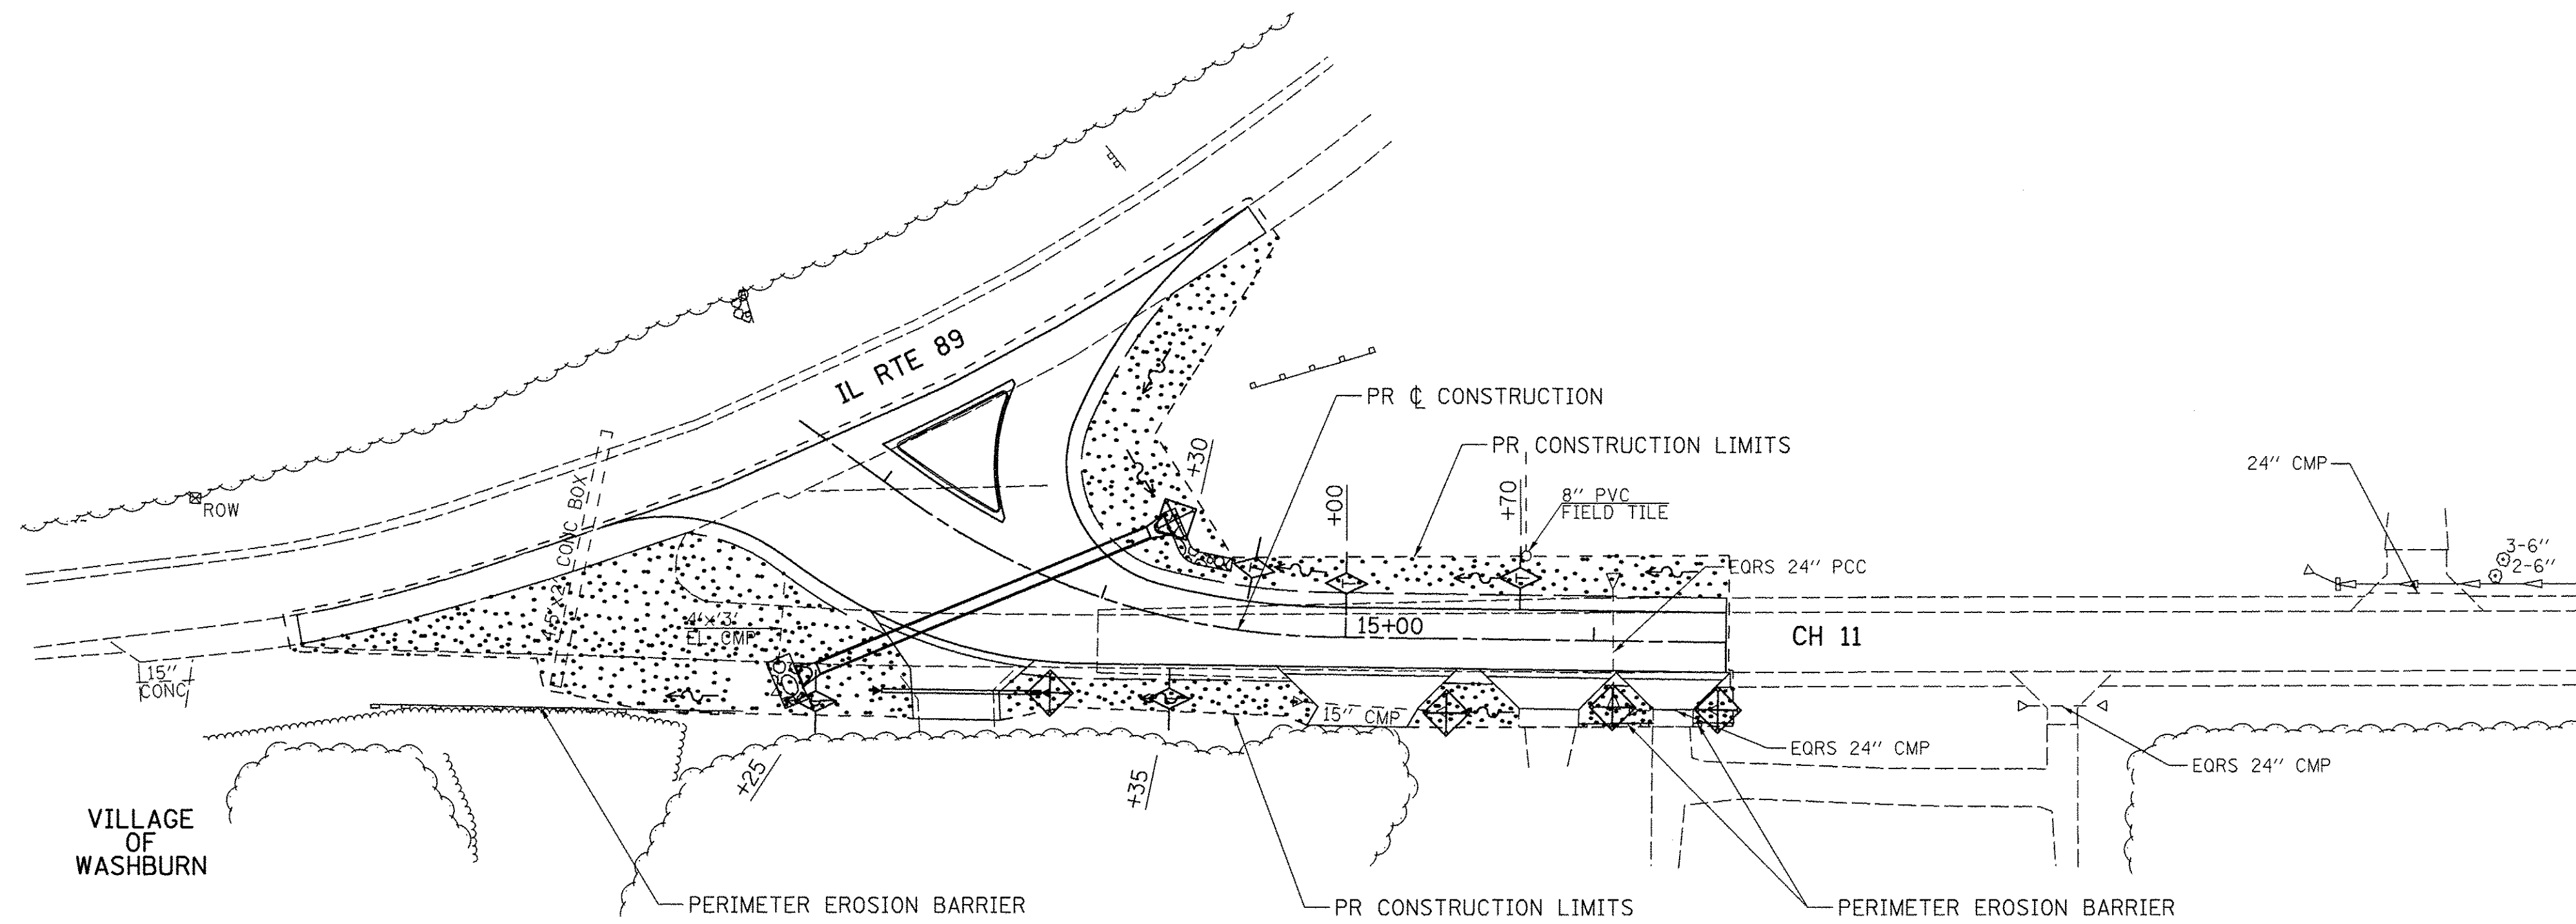 IL RTE 89
PR ℄ CONSTRUCTION
PR CONSTRUCTION LIMITS
+30
+00
+70
8" PVC
FIELD TILE
24" CMP
ROW
4.5'X2' CONC BOX
EQRS 24" PCC
3-6"
2-6"
4'x'3'
EL CMP
15+00
CH 11
15"
CONC
15" CMP
EQRS 24" CMP
EQRS 24" CMP
+25
+35
VILLAGE
OF
WASHBURN
PERIMETER EROSION BARRIER
PR CONSTRUCTION LIMITS
PERIMETER EROSION BARRIER